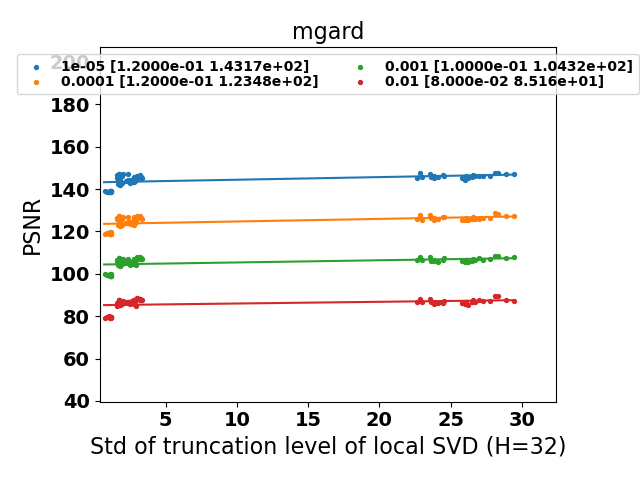 mgard
1e-05 [1.2000e-01 1.4317e+02]
0.0001 [1.2000e-01 1.2348e+02]
0.001 [1.0000e-01 1.0432e+02]
0.01 [8.000e-02 8.516e+01]
PSNR
200
180
160
140
120
100
80
60
40
5 10 15 20 25 30
Std of truncation level of local SVD (H=32)